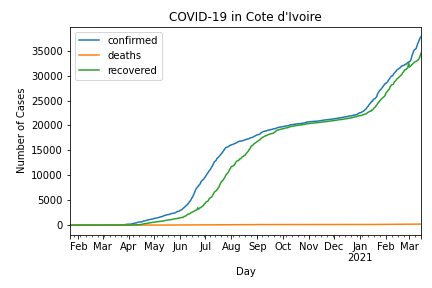 COVID-19 in Cote d'Ivoire
confirmed
deaths
recovered
Number of Cases
35000
30000
25000
20000
15000
10000
5000
0
Feb Mar Apr May Jun Jul Aug Sep Oct Nov Dec Jan Feb Mar
2021
Day